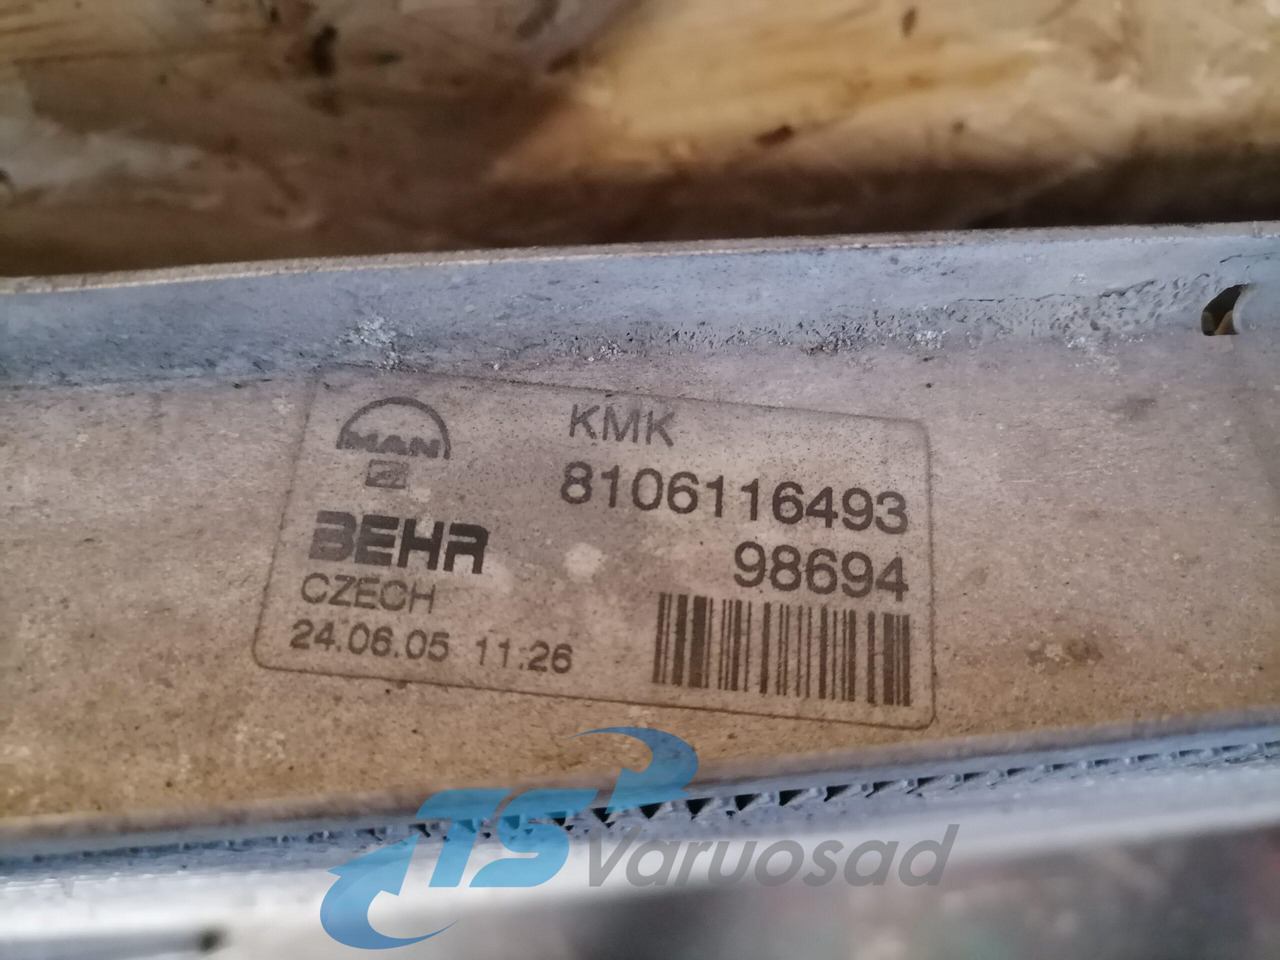 MAN
KMK
8106116493
BEHR
98694
CZECH
24.06.05 11:26
TS Varuosad